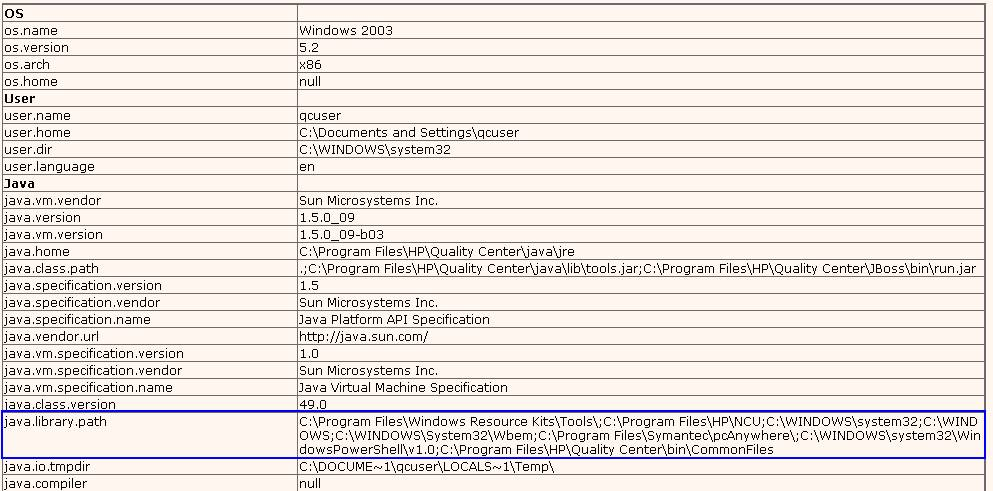 OS
os.name Windows 2003
os.version 5.2
os.arch x86
os.home null
User
user.name qcuser
user.home C:\Documents and Settings\qcuser
user.dir C:\WINDOWS\system32
user.language en
Java
java.vm.vendor Sun Microsystems Inc.
java.version 1.5.0_09
java.vm.version 1.5.0_09-b03
java.home C:\Program Files\HP\Quality Center\java\jre
java.class.path .;C:\Program Files\HP\Quality Center\java\lib\tools.jar;C:\Program Files\HP\Quality Center\JBoss\bin\run.jar
java.specification.version 1.5
java.specification.vendor Sun Microsystems Inc.
java.specification.name Java Platform API Specification
java.vendor.url http://java.sun.com/
java.vm.specification.version 1.0
java.vm.specification.vendor Sun Microsystems Inc.
java.vm.specification.name Java Virtual Machine Specification
java.class.version 49.0
java.library.path C:\Program Files\Windows Resource Kits\Tools\;C:\Program Files\HP\NCU;C:\WINDOWS\system32;C:\WIND
OWS;C:\WINDOWS\System32\Wbem;C:\Program Files\Symantec\pcAnywhere\;C:\WINDOWS\system32\Win
dowsPowerShell\v1.0;C:\Program Files\HP\Quality Center\bin\CommonFiles
java.io.tmpdir C:\DOCUME~1\qcuser\LOCALS~1\Temp\
java.compiler null